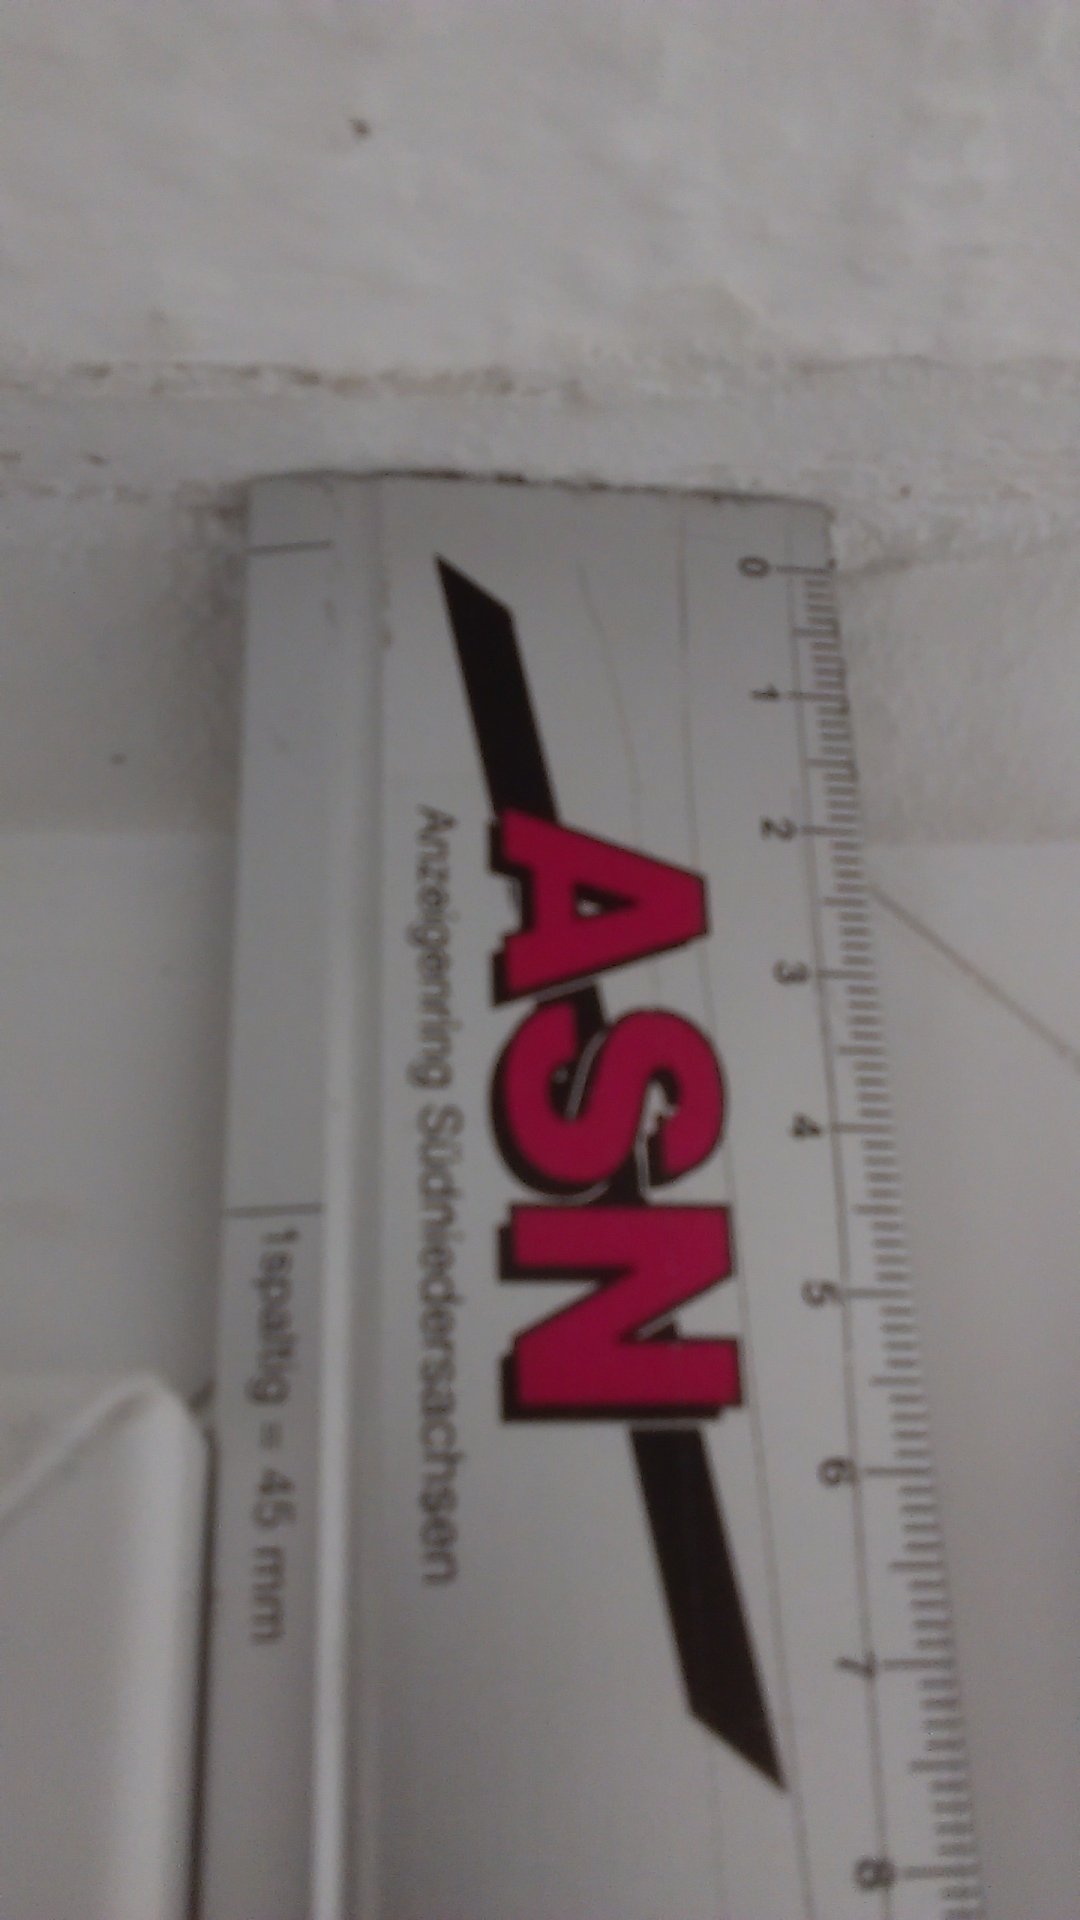 0 1 2 3 4 5 6 7 8
ASN
Anzeigenring Südniedersachsen
1spaltig = 45 mm